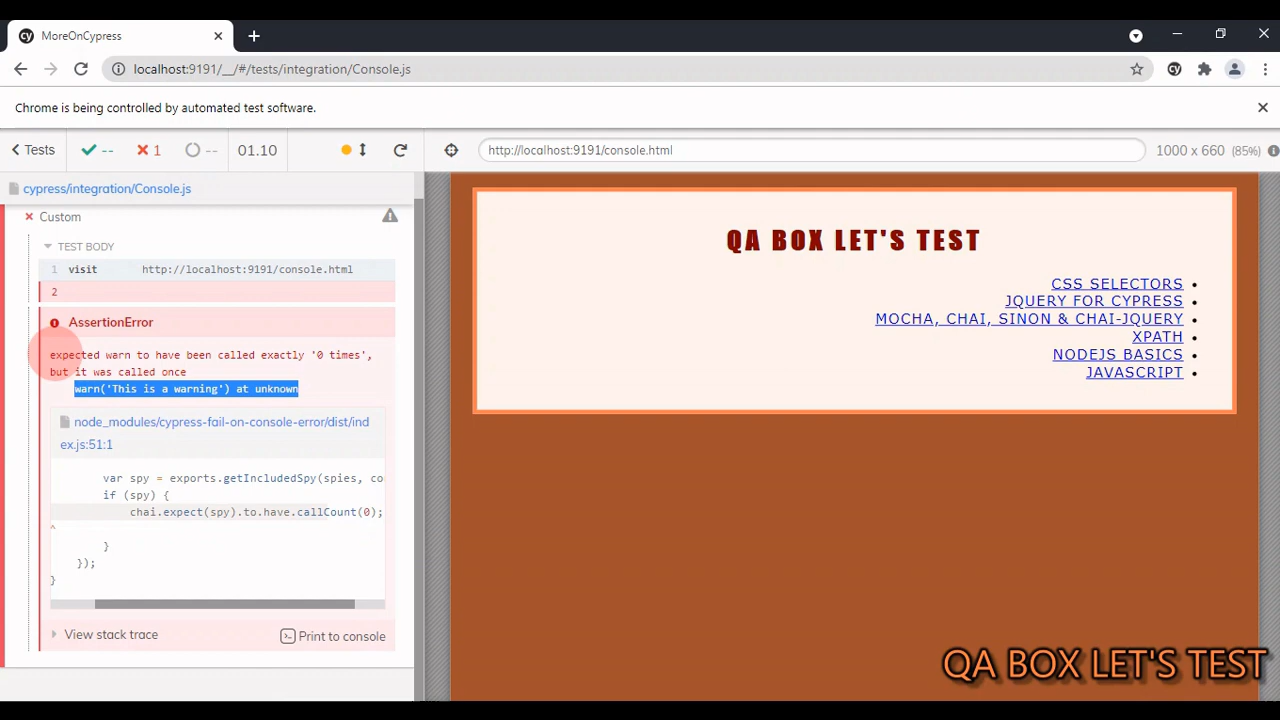 MoreOnCypress
localhost:9191/__/#/tests/integration/Console.js
Chrome is being controlled by automated test software.
Tests -- 1 -- 01.10
http://localhost:9191/console.html 1000 x 660 (85%)
cypress/integration/Console.js
Custom
TEST BODY
1 visit http://localhost:9191/console.html
2
AssertionError
expected warn to have been called exactly '0 times',
but it was called once
warn('This is a warning') at unknown
node_modules/cypress-fail-on-console-error/dist/ind
ex.js:51:1
var spy = exports.getIncludedSpy(spies, co
if (spy) {
chai.expect(spy).to.have.callCount(0);
^
}
});
}
View stack trace
Print to console
QA BOX LET'S TEST
CSS SELECTORS
JQUERY FOR CYPRESS
MOCHA, CHAI, SINON & CHAI-JQUERY
XPATH
NODEJS BASICS
JAVASCRIPT
QA BOX LET'S TEST